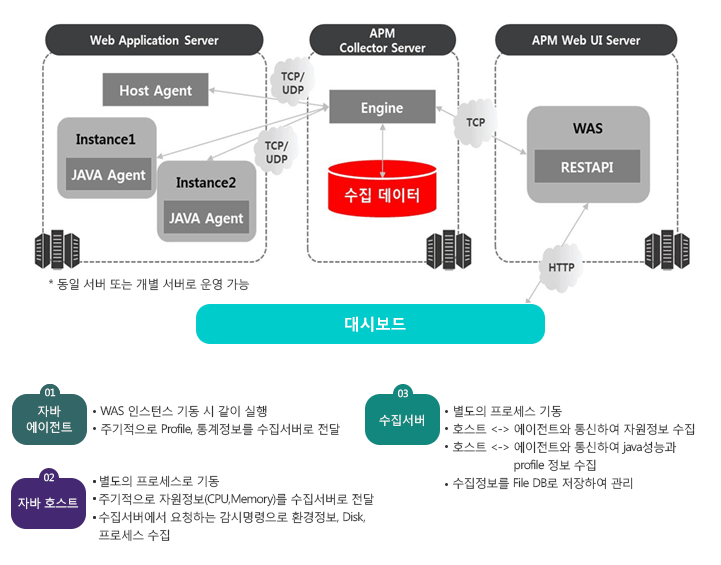 Web Application Server
APM
Collector Server
APM Web UI Server
Host Agent
TCP/
UDP
Engine
TCP
WAS
RESTAPI
Instance1
JAVA Agent
TCP/
UDP
Instance2
JAVA Agent
수집 데이터
HTTP
* 동일 서버 또는 개별 서버로 운영 가능
대시보드
01
자바
에이전트
• WAS 인스턴스 기동 시 같이 실행
• 주기적으로 Profile, 통계정보를 수집서버로 전달
02
자바 호스트
• 별도의 프로세스로 기동
• 주기적으로 자원정보(CPU,Memory)를 수집서버로 전달
• 수집서버에서 요청하는 감시명령으로 환경정보, Disk,
프로세스 수집
03
수집서버
• 별도의 프로세스 기동
• 호스트 <-> 에이전트와 통신하여 자원정보 수집
• 호스트 <-> 에이전트와 통신하여 java성능과
profile 정보 수집
• 수집정보를 File DB로 저장하여 관리